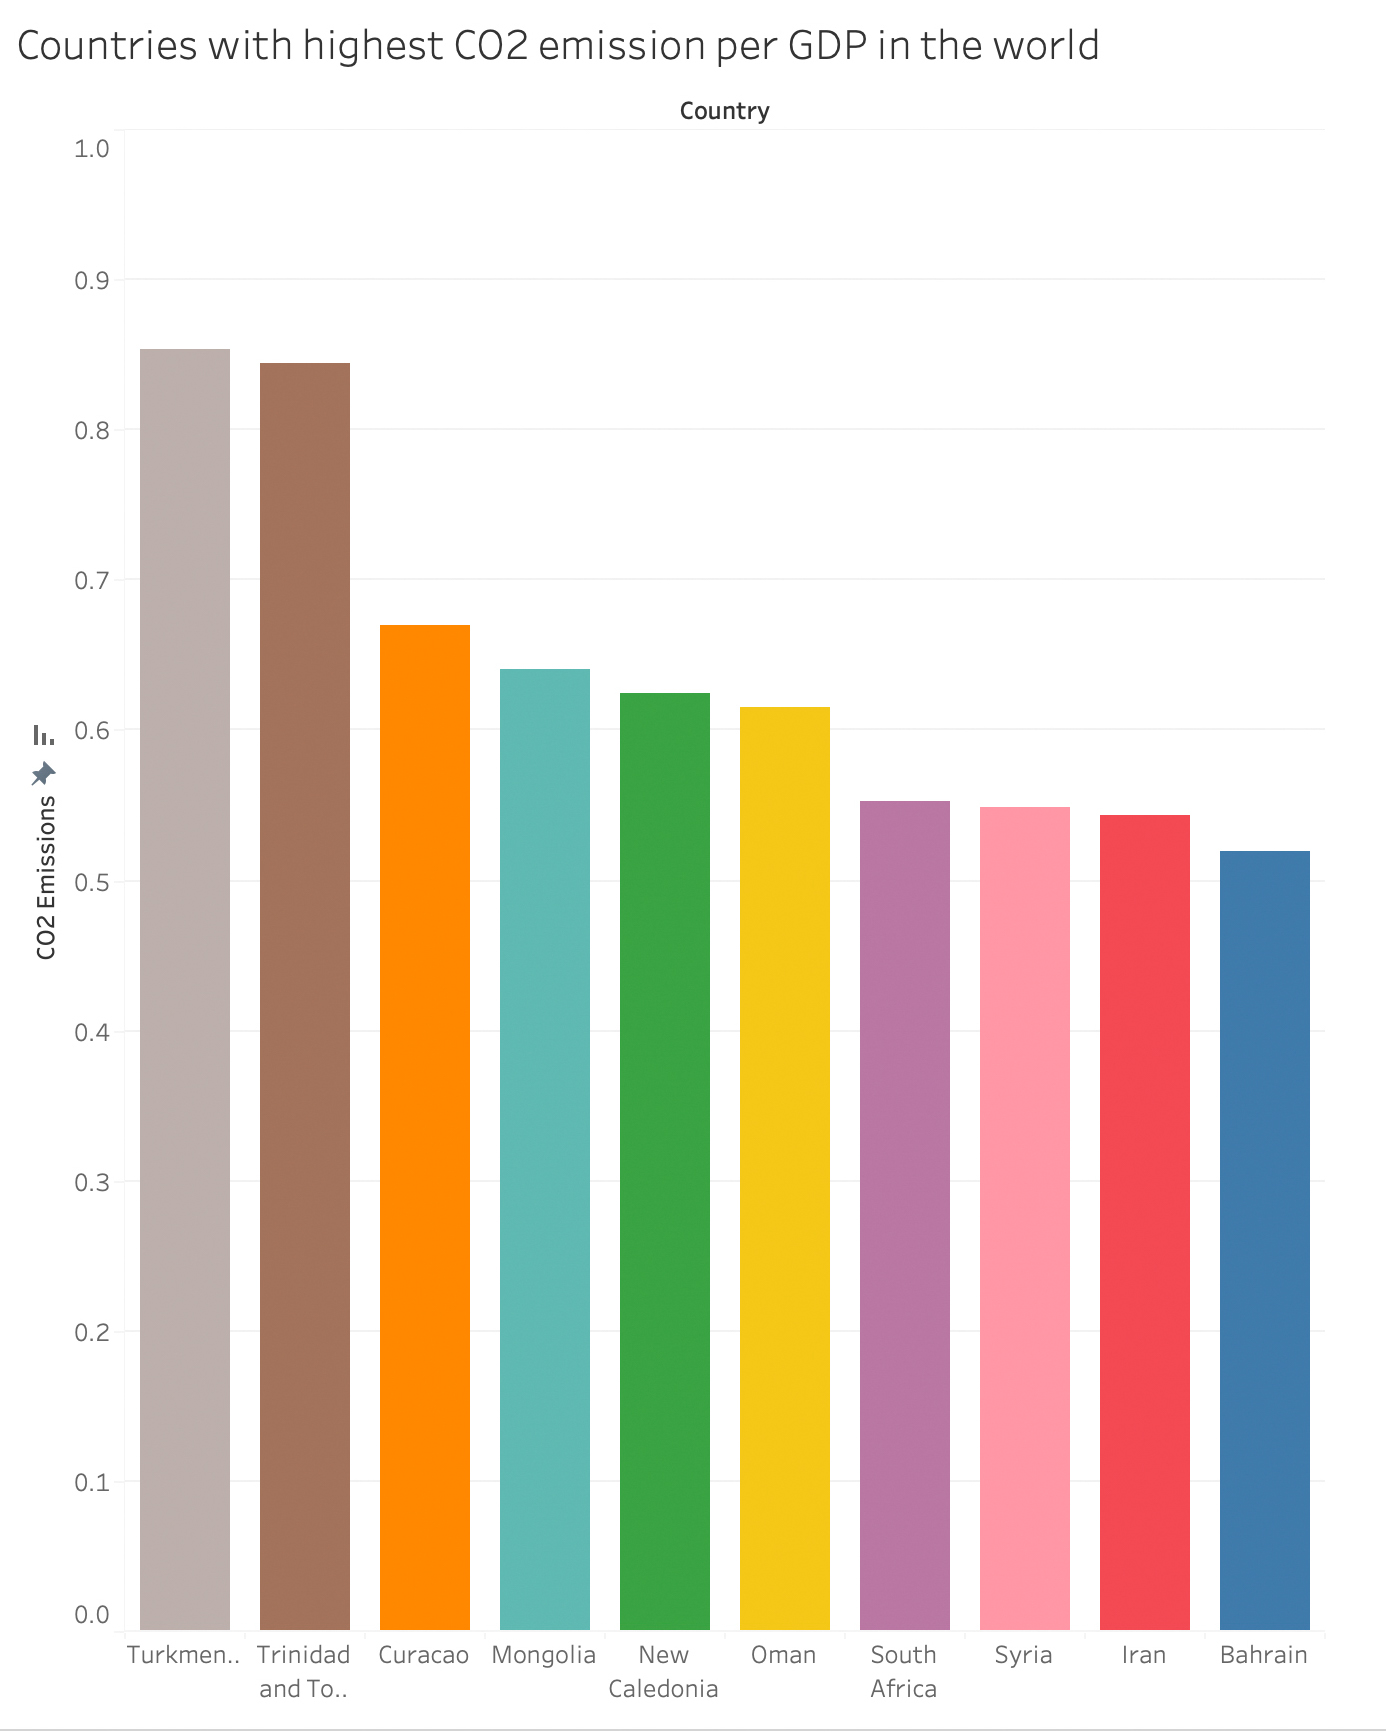 Countries with highest CO2 emission per GDP in the world
Country
1.0
0.9
0.8
0.7
0.6
0.5
0.4
0.3
0.2
0.1
0.0
CO2 Emissions
Turkmen..
Trinidad
and To..
Curacao
Mongolia
New
Caledonia
Oman
South
Africa
Syria
Iran
Bahrain